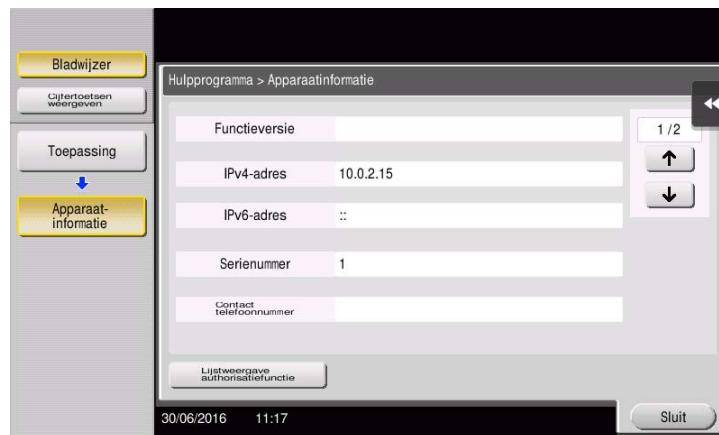 Bladwijzer
Cijfertoetsen
weergeven
Toepassing
Apparaat-
informatie
Hulpprogramma > Apparaatinformatie
Functieversie
1/2
IPv4-adres 10.0.2.15
IPv6-adres ::
Serienummer 1
Contact
telefoonnummer
Lijstweergave
authorisatiefunctie
30/06/2016 11:17
Sluit